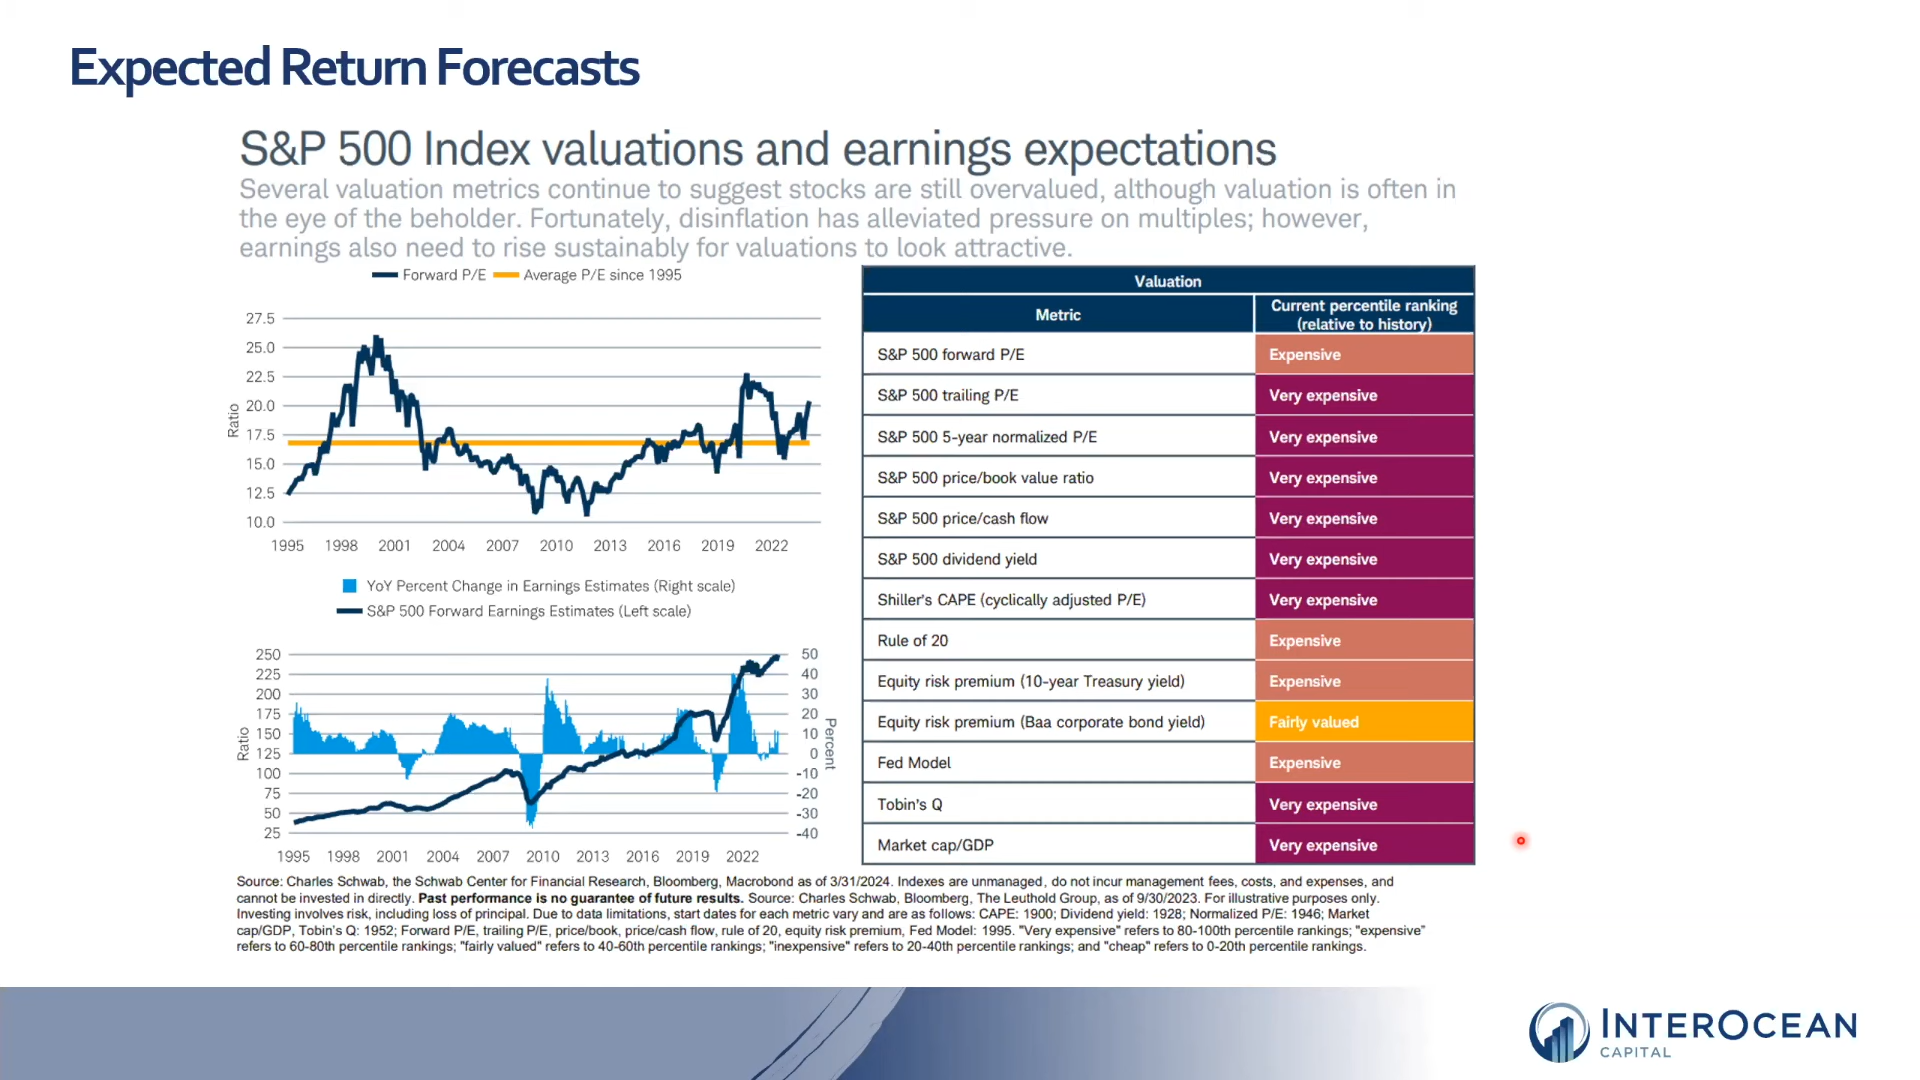 Expected Return Forecasts
S&P 500 Index valuations and earnings expectations
Several valuation metrics continue to suggest stocks are still overvalued, although valuation is often in
the eye of the beholder. Fortunately, disinflation has alleviated pressure on multiples; however,
earnings also need to rise sustainably for valuations to look attractive.
Forward P/E Average P/E since 1995
27.5
25.0
22.5
20.0
17.5
15.0
12.5
10.0
Ratio
1995 1998 2001 2004 2007 2010 2013 2016 2019 2022
YoY Percent Change in Earnings Estimates (Right scale)
S&P 500 Forward Earnings Estimates (Left scale)
250 50
225 40
200 30
175 20
150 10
125 0
100 -10
75 -20
50 -30
25 -40
Ratio
Percent
1995 1998 2001 2004 2007 2010 2013 2016 2019 2022
Valuation
Metric
Current percentile ranking
(relative to history)
S&P 500 forward P/E Expensive
S&P 500 trailing P/E Very expensive
S&P 500 5-year normalized P/E Very expensive
S&P 500 price/book value ratio Very expensive
S&P 500 price/cash flow Very expensive
S&P 500 dividend yield Very expensive
Shiller's CAPE (cyclically adjusted P/E) Very expensive
Rule of 20 Expensive
Equity risk premium (10-year Treasury yield) Expensive
Equity risk premium (Baa corporate bond yield) Fairly valued
Fed Model Expensive
Tobin's Q Very expensive
Market cap/GDP Very expensive
Source: Charles Schwab, the Schwab Center for Financial Research, Bloomberg, Macrobond as of 3/31/2024. Indexes are unmanaged, do not incur management fees, costs, and expenses, and
cannot be invested in directly. Past performance is no guarantee of future results. Source: Charles Schwab, Bloomberg, The Leuthold Group, as of 9/30/2023. For illustrative purposes only.
Investing involves risk, including loss of principal. Due to data limitations, start dates for each metric vary and are as follows: CAPE: 1900; Dividend yield: 1928; Normalized P/E: 1946; Market
cap/GDP, Tobin's Q: 1952; Forward P/E, trailing P/E, price/book, price/cash flow, rule of 20, equity risk premium, Fed Model: 1995. "Very expensive" refers to 80-100th percentile rankings; "expensive"
refers to 60-80th percentile rankings; "fairly valued" refers to 40-60th percentile rankings; "inexpensive" refers to 20-40th percentile rankings; and "cheap" refers to 0-20th percentile rankings.
INTEROCEAN
CAPITAL